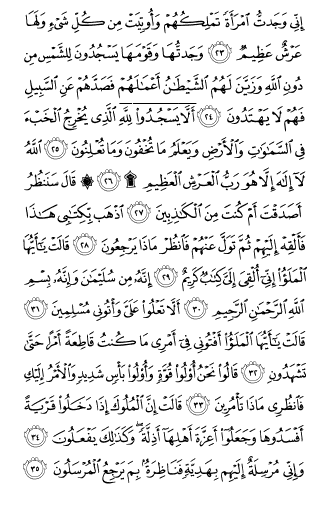 إِنِّي وَجَدتُّ ٱمْرَأَةً تَمْلِكُهُمْ وَأُوتِيَتْ مِن كُلِّ شَيْءٍ وَلَهَا
عَرْشٌ عَظِيمٌ ﴿٢٣﴾ وَجَدتُّهَا وَقَوْمَهَا يَسْجُدُونَ لِلشَّمْسِ مِن
دُونِ ٱللَّهِ وَزَيَّنَ لَهُمُ ٱلشَّيْطَٰنُ أَعْمَٰلَهُمْ فَصَدَّهُمْ عَنِ ٱلسَّبِيلِ
فَهُمْ لَا يَهْتَدُونَ ﴿٢٤﴾ أَلَّا يَسْجُدُوا۟ لِلَّهِ ٱلَّذِي يُخْرِجُ ٱلْخَبْءَ
فِي ٱلسَّمَٰوَٰتِ وَٱلْأَرْضِ وَيَعْلَمُ مَا تُخْفُونَ وَمَا تُعْلِنُونَ ﴿٢٥﴾ ٱللَّهُ
لَآ إِلَٰهَ إِلَّا هُوَ رَبُّ ٱلْعَرْشِ ٱلْعَظِيمِ ۩ ﴿٢٦﴾ ۞ قَالَ سَنَنظُرُ
أَصَدَقْتَ أَمْ كُنتَ مِنَ ٱلْكَٰذِبِينَ ﴿٢٧﴾ ٱذْهَب بِّكِتَٰبِي هَٰذَا
فَأَلْقِهْ إِلَيْهِمْ ثُمَّ تَوَلَّ عَنْهُمْ فَٱنظُرْ مَاذَا يَرْجِعُونَ ﴿٢٨﴾ قَالَتْ يَٰٓأَيُّهَا
ٱلْمَلَؤُا۟ إِنِّيٓ أُلْقِيَ إِلَيَّ كِتَٰبٌ كَرِيمٌ ﴿٢٩﴾ إِنَّهُۥ مِن سُلَيْمَٰنَ وَإِنَّهُۥ بِسْمِ
ٱللَّهِ ٱلرَّحْمَٰنِ ٱلرَّحِيمِ ﴿٣٠﴾ أَلَّا تَعْلُوا۟ عَلَيَّ وَأْتُونِي مُسْلِمِينَ ﴿٣١﴾
قَالَتْ يَٰٓأَيُّهَا ٱلْمَلَؤُا۟ أَفْتُونِي فِيٓ أَمْرِي مَا كُنتُ قَاطِعَةً أَمْرًا حَتَّىٰ
تَشْهَدُونِ ﴿٣٢﴾ قَالُوا۟ نَحْنُ أُو۟لُوا۟ قُوَّةٍ وَأُو۟لُوا۟ بَأْسٍ شَدِيدٍ وَٱلْأَمْرُ إِلَيْكِ
فَٱنظُرِي مَاذَا تَأْمُرِينَ ﴿٣٣﴾ قَالَتْ إِنَّ ٱلْمُلُوكَ إِذَا دَخَلُوا۟ قَرْيَةً
أَفْسَدُوهَا وَجَعَلُوٓا۟ أَعِزَّةَ أَهْلِهَآ أَذِلَّةً ۖ وَكَذَٰلِكَ يَفْعَلُونَ ﴿٣٤﴾
وَإِنِّي مُرْسِلَةٌ إِلَيْهِم بِهَدِيَّةٍ فَنَاظِرَةٌۢ بِمَ يَرْجِعُ ٱلْمُرْسَلُونَ ﴿٣٥﴾